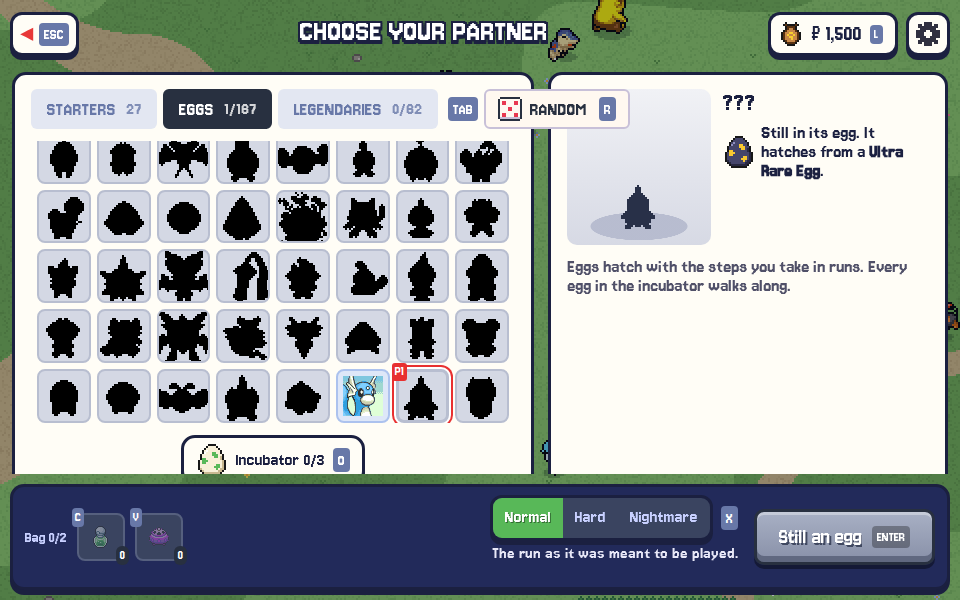 ESC
CHOOSE YOUR PARTNER
₽ 1,500 L
STARTERS 27
EGGS 1/187
LEGENDARIES 0/82
TAB
RANDOM R
???
Still in its egg. It
hatches from a Ultra
Rare Egg.
Eggs hatch with the steps you take in runs. Every
egg in the incubator walks along.
P1
Incubator 0/3 O
Bag 0/2
C
0
V
0
Normal
Hard
Nightmare
X
The run as it was meant to be played.
Still an egg ENTER